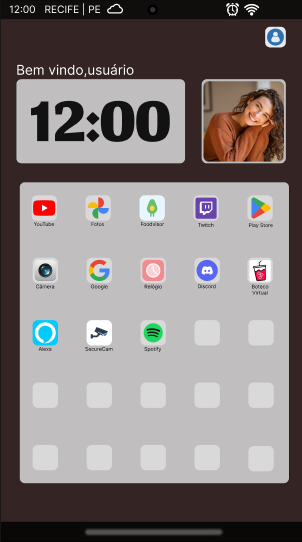 12:00 RECIFE | PE
Bem vindo,usuário
12:00
YouTube Fotos Foodvisor Twitch Play Store
Câmera Google Relógio Discord Boteco
Virtual
Alexa SecureCam Spotify